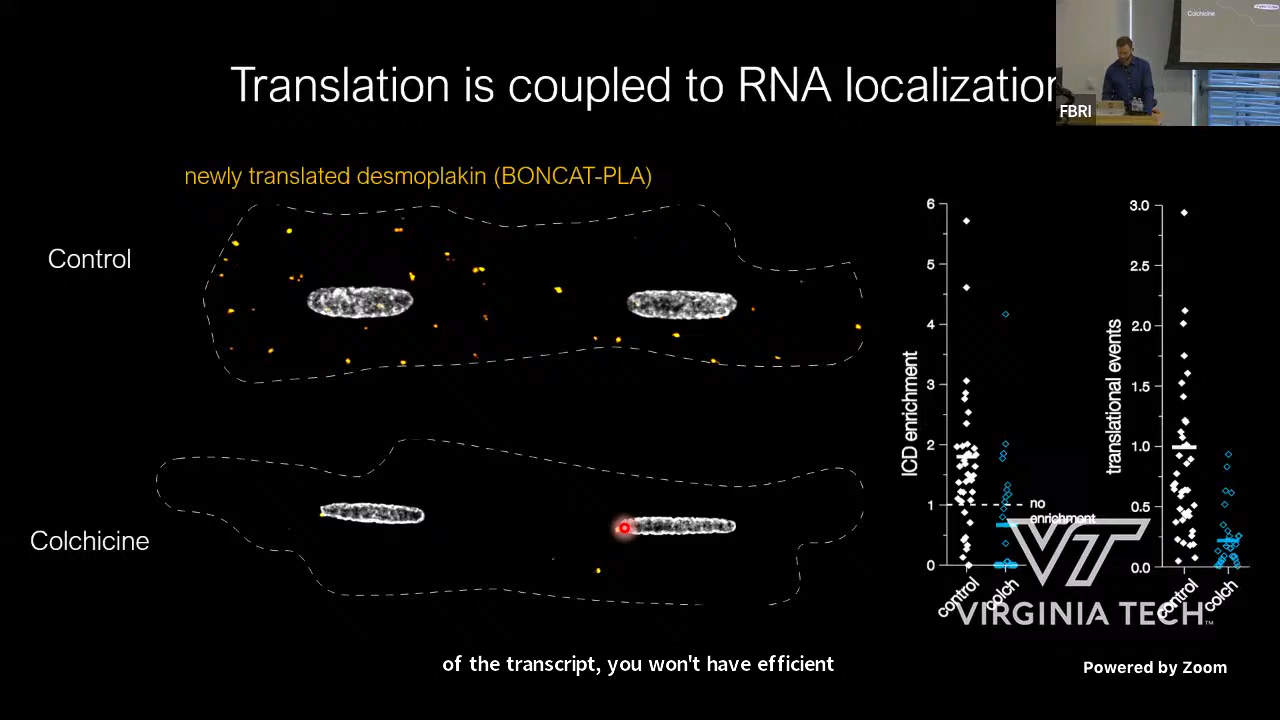 Translation is coupled to RNA localization
Colchicine
FBRI
newly translated desmoplakin (BONCAT-PLA)
Control
Colchicine
ICD enrichment
6
5
4
3
2
1
0
no
enrichment
control
colch
translational events
3.0
2.5
2.0
1.5
1.0
0.5
0.0
control
colch
VT
VIRGINIA TECH™
of the transcript, you won't have efficient
Powered by Zoom